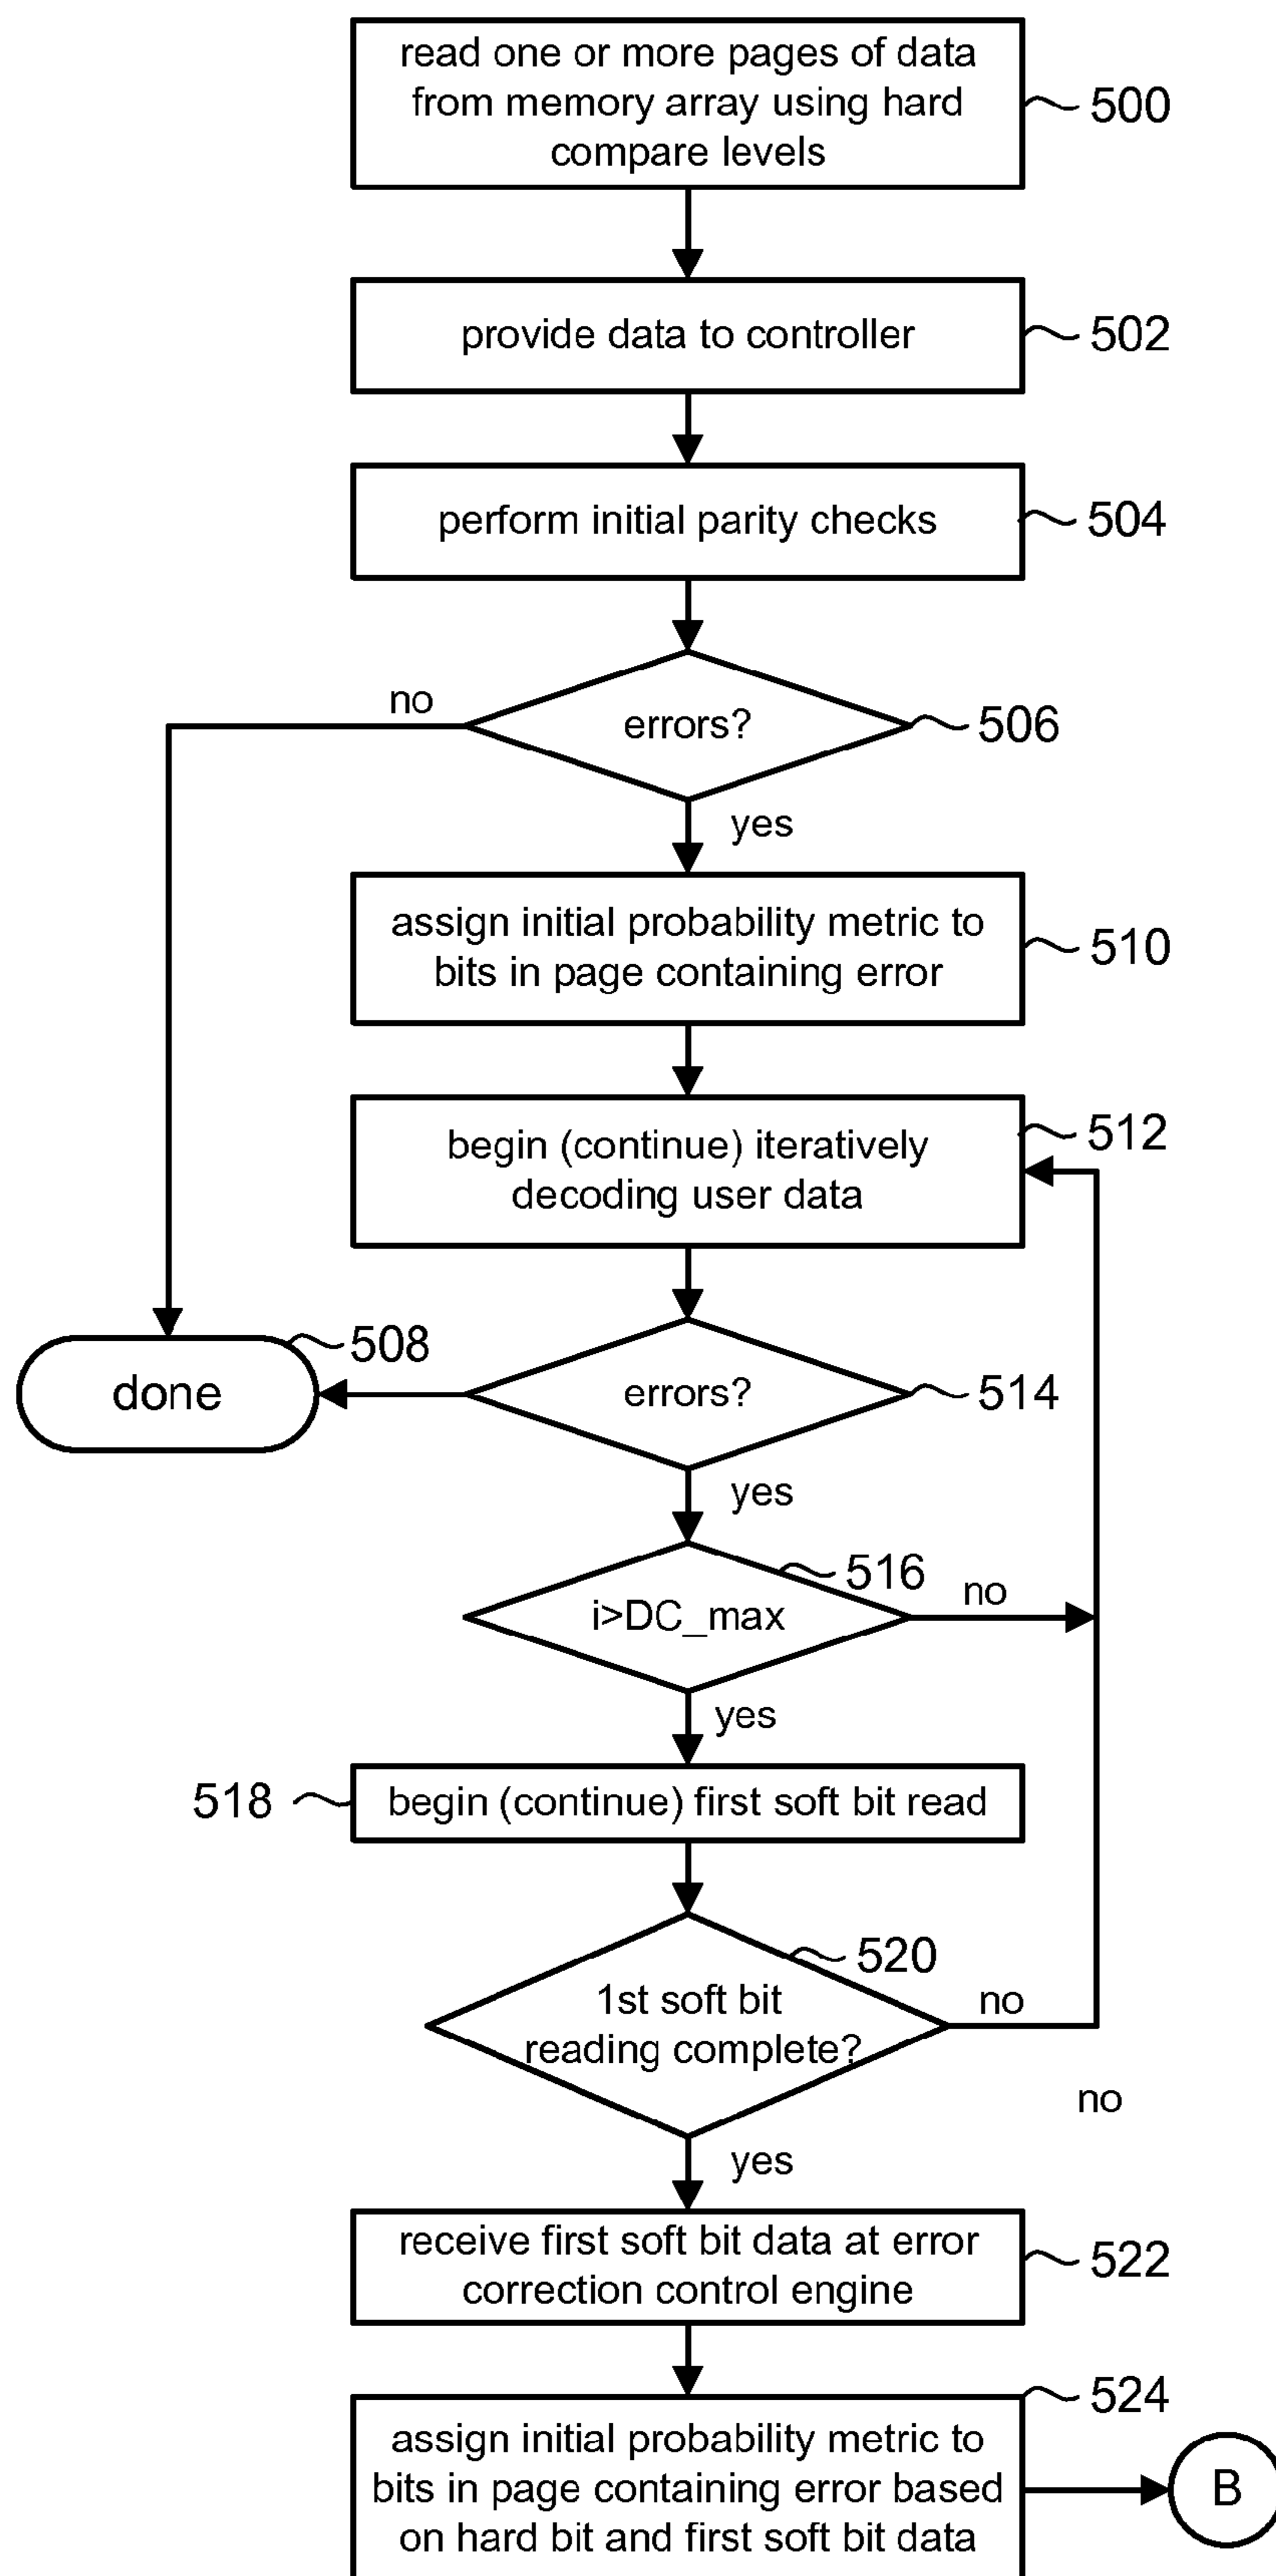 read one or more pages of data
from memory array using hard
compare levels
500
provide data to controller
502
perform initial parity checks
504
no
errors?
506
yes
assign initial probability metric to
bits in page containing error
510
begin (continue) iteratively
decoding user data
512
508
done
errors?
514
yes
516
i>DC_max
no
yes
518
begin (continue) first soft bit read
520
1st soft bit
reading complete?
no
no
yes
receive first soft bit data at error
correction control engine
522
524
assign initial probability metric to
bits in page containing error based
on hard bit and first soft bit data
B